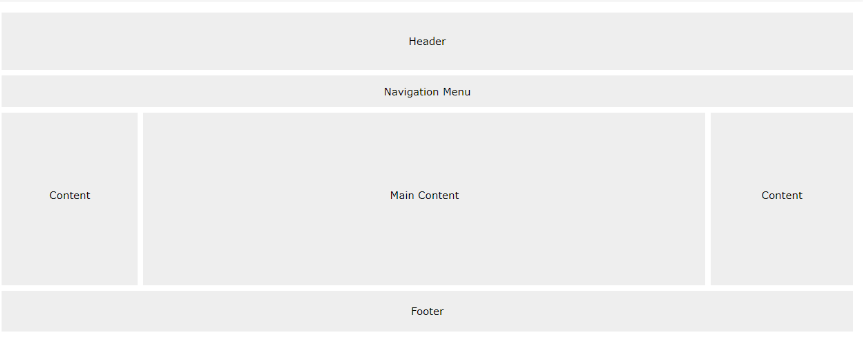 Header
Navigation Menu
Content
Main Content
Content
Footer